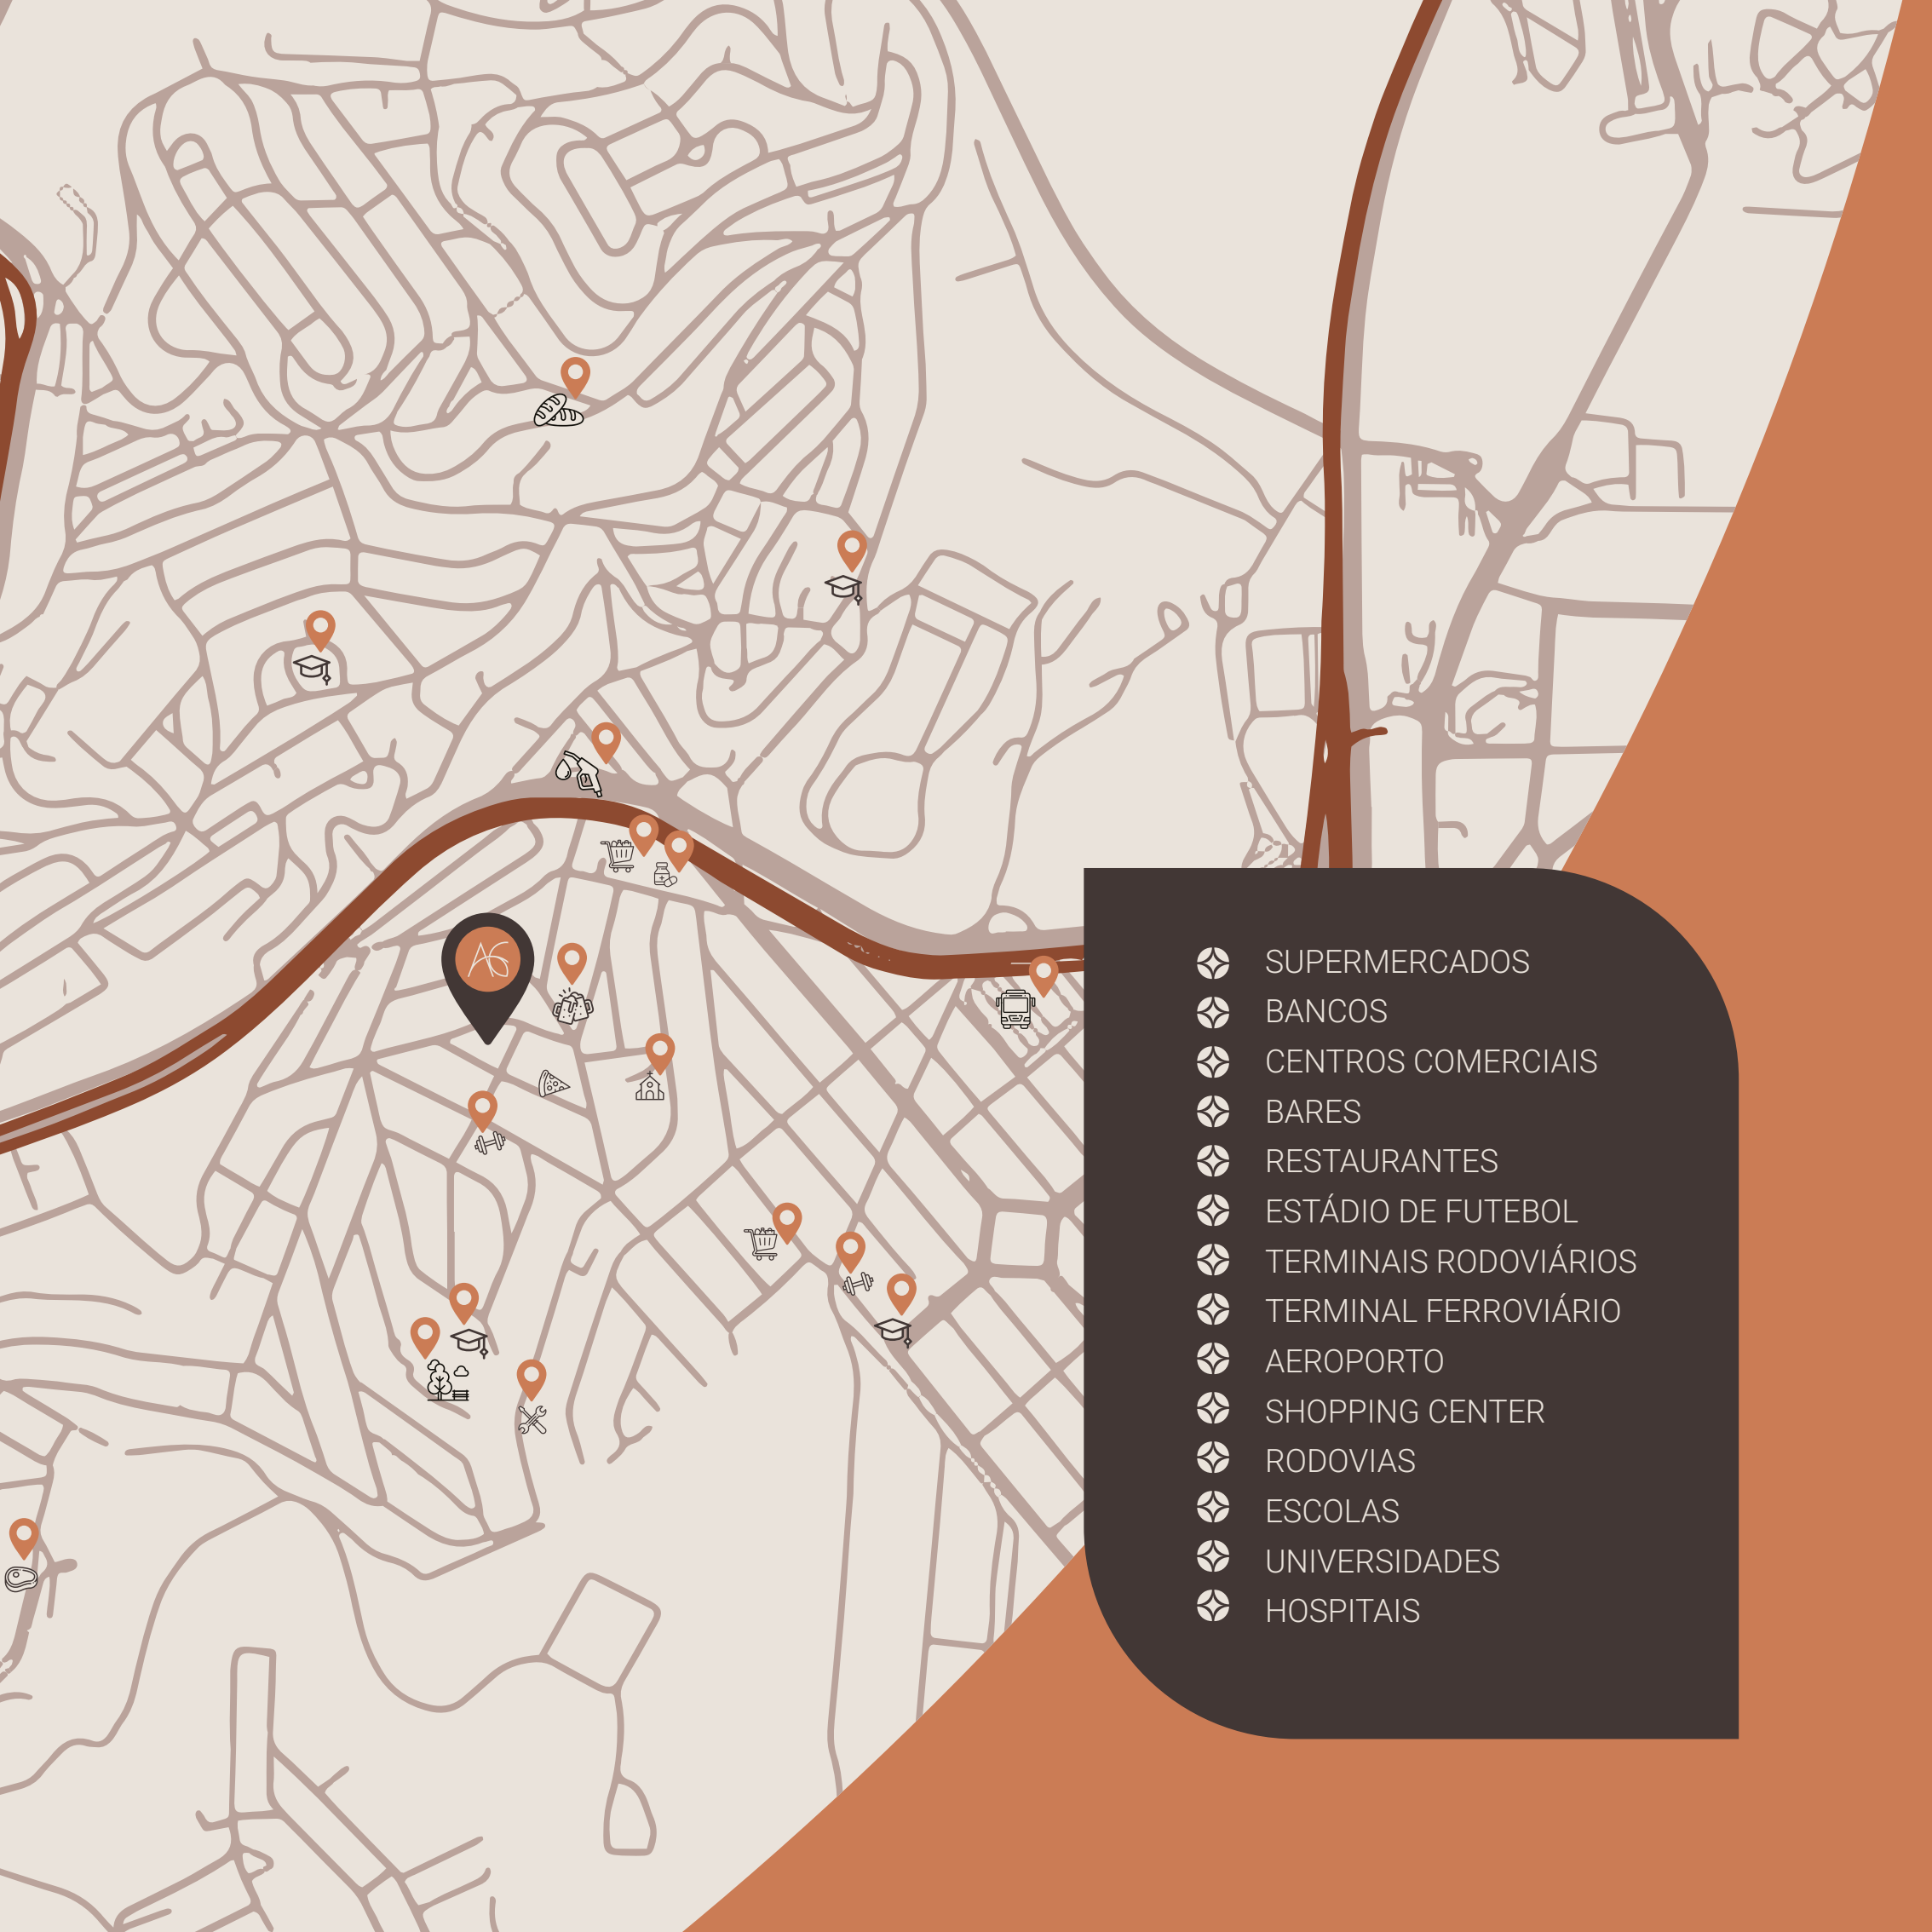 AG
SUPERMERCADOS
BANCOS
CENTROS COMERCIAIS
BARES
RESTAURANTES
ESTÁDIO DE FUTEBOL
TERMINAIS RODOVIÁRIOS
TERMINAL FERROVIÁRIO
AEROPORTO
SHOPPING CENTER
RODOVIAS
ESCOLAS
UNIVERSIDADES
HOSPITAIS